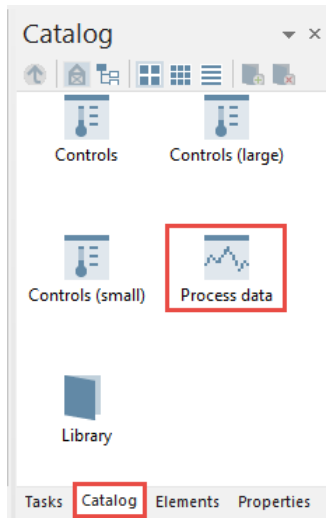 Catalog
Controls Controls (large)
Controls (small) Process data
Library
Tasks Catalog Elements Properties